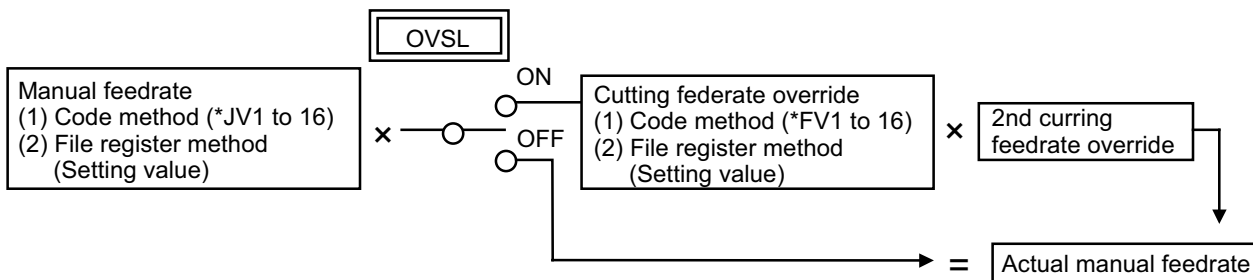 OVSL
Manual feedrate
(1) Code method (*JV1 to 16)
(2) File register method
(Setting value)
×
ON
OFF
Cutting federate override
(1) Code method (*FV1 to 16)
(2) File register method
(Setting value)
×
2nd curring
feedrate override
=
Actual manual feedrate